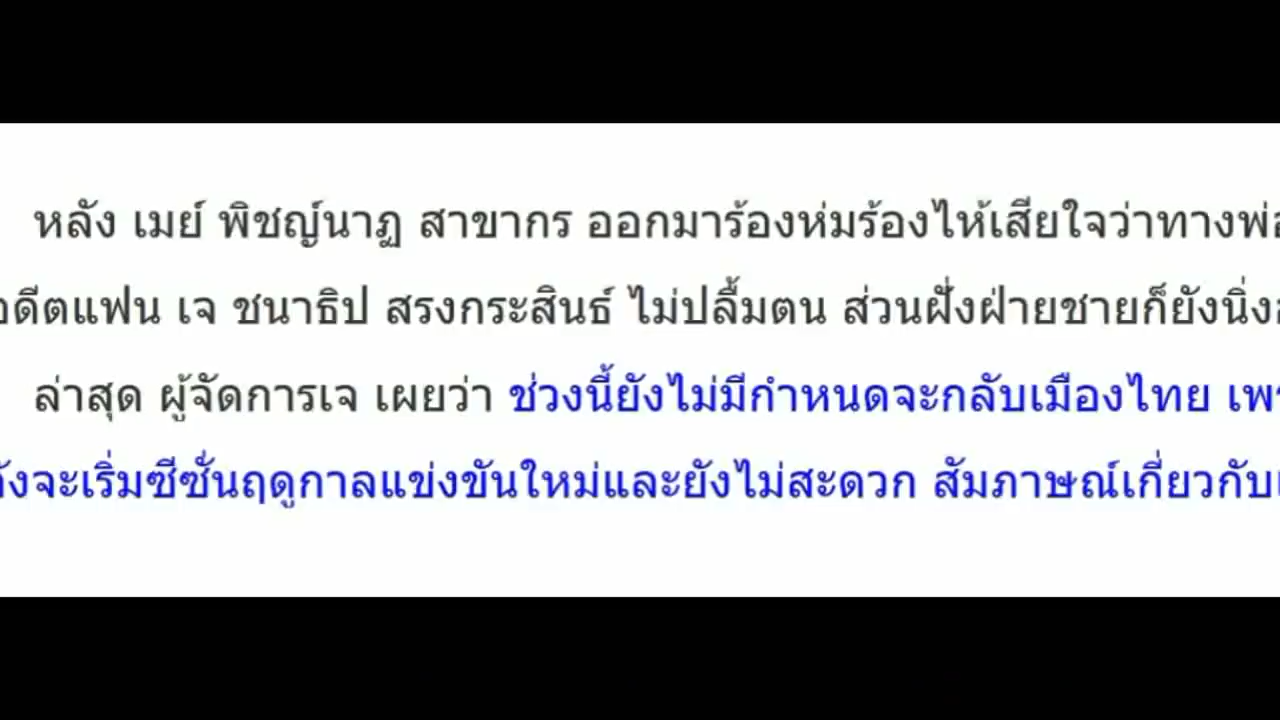 หลัง เมย์ พิชญ์นาฏ สาขากร ออกมาร้องห่มร้องไห้เสียใจว่าทางพ่อ
อดีตแฟน เจ ชนาธิป สรงกระสินธ์ ไม่ปลื้มตน ส่วนฝั่งฝ่ายชายก็ยังนิ่ง
ล่าสุด ผู้จัดการเจ เผยว่า ช่วงนี้ยังไม่มีกำหนดจะกลับเมืองไทย
จะเริ่มซีซั่นฤดูกาลแข่งขันใหม่และยังไม่สะดวก สัมภาษณ์เกี่ยวกับ